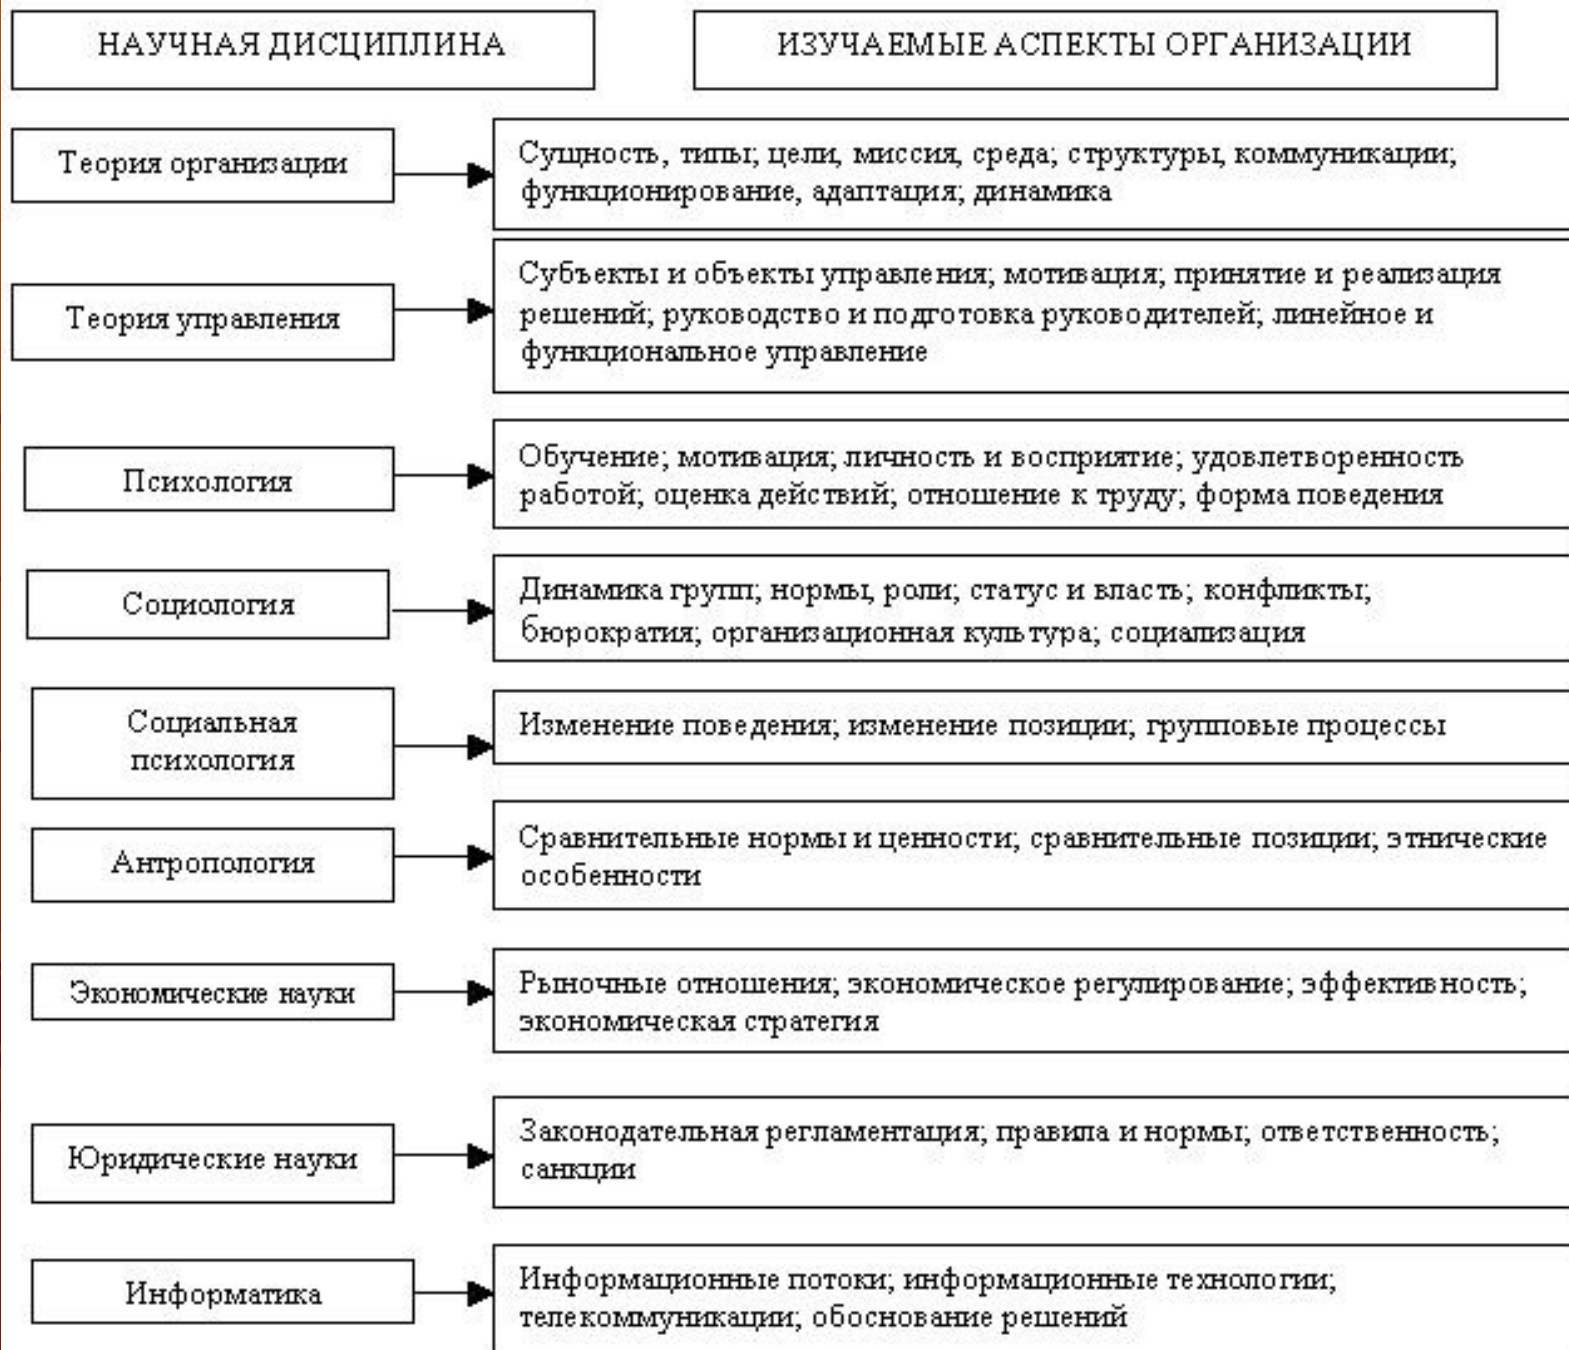 НАУЧНАЯ ДИСЦИПЛИНА
ИЗУЧАЕМЫЕ АСПЕКТЫ ОРГАНИЗАЦИИ
Теория организации
Сущность, типы; цели, миссия, среда; структуры, коммуникации;
функционирование, адаптация; динамика
Теория управления
Субъекты и объекты управления; мотивация; принятие и реализация
решений; руководство и подготовка руководителей; линейное и
функциональное управление
Психология
Обучение; мотивация; личность и восприятие; удовлетворенность
работой; оценка действий; отношение к труду; форма поведения
Социология
Динамика групп; нормы, роли; статус и власть; конфликты;
бюрократия; организационная культура; социализация
Социальная
психология
Изменение поведения; изменение позиции; групповые процессы
Антропология
Сравнительные нормы и ценности; сравнительные позиции; этнические
особенности
Экономические науки
Рыночные отношения; экономическое регулирование; эффективность;
экономическая стратегия
Юридические науки
Законодательная регламентация; правила и нормы; ответственность;
санкции
Информатика
Информационные потоки; информационные технологии;
телекоммуникации; обоснование решений